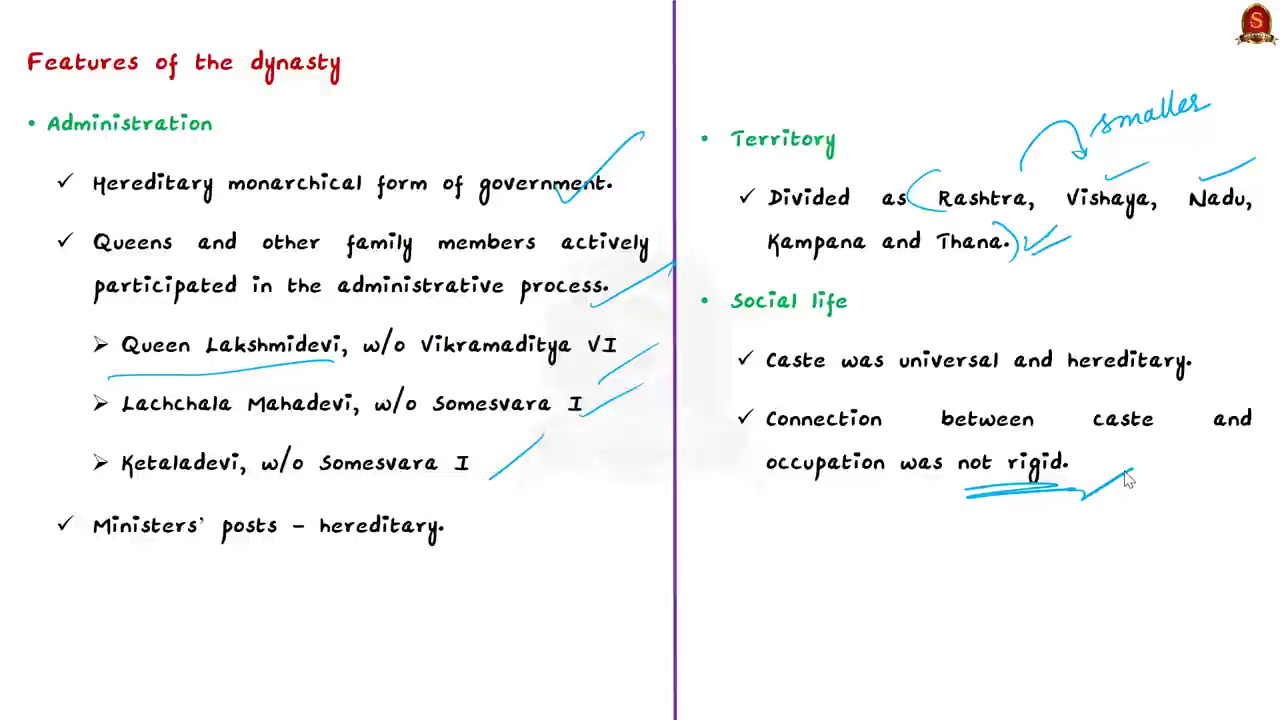 Features of the dynasty
• Administration
✓ Hereditary monarchical form of government.
✓ Queens and other family members actively
participated in the administrative process.
➢ Queen Lakshmidevi, w/o Vikramaditya VI
➢ Lachchala Mahadevi, w/o Somesvara I
➢ Ketaladevi, w/o Somesvara I
✓ Ministers' posts – hereditary.
smaller
• Territory
✓ Divided as (Rashtra, Vishaya, Nadu,
Kampana and Thana.)
• Social life
✓ Caste was universal and hereditary.
✓ Connection between caste and
occupation was not rigid.
S